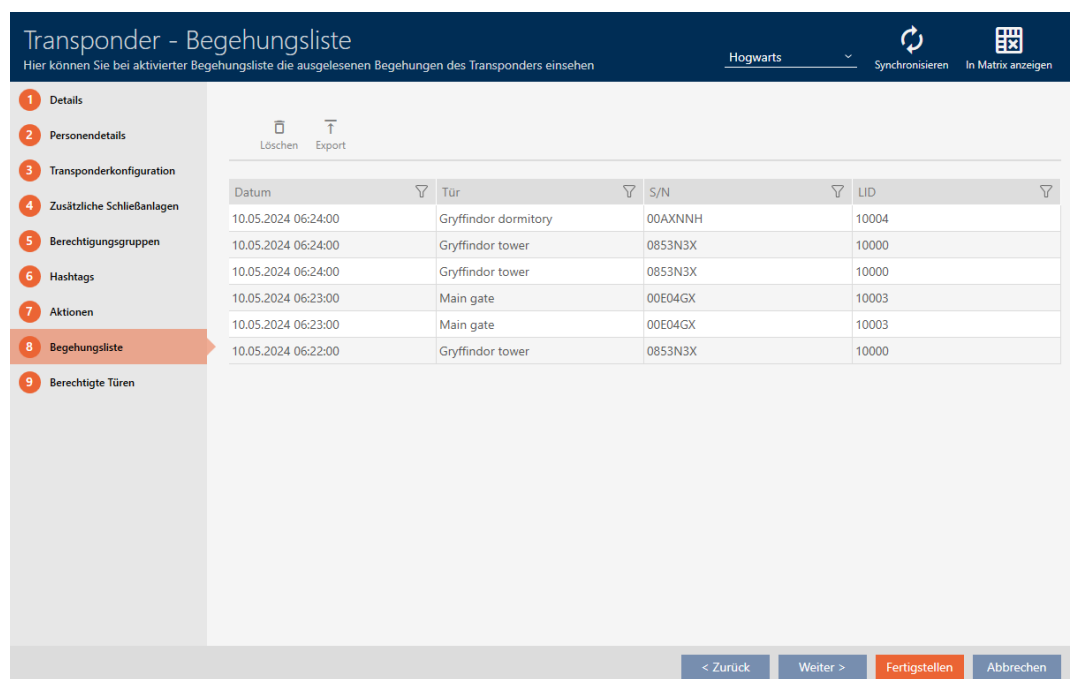 Transponder - Begehungsliste
Hier können Sie bei aktivierter Begehungsliste die ausgelesenen Begehungen des Transponders einsehen
Hogwarts
Synchronisieren
In Matrix anzeigen
1 Details
2 Personendetails
3 Transponderkonfiguration
4 Zusätzliche Schließanlagen
5 Berechtigungsgruppen
6 Hashtags
7 Aktionen
8 Begehungsliste
9 Berechtigte Türen
Löschen Export
Datum Tür S/N LID
10.05.2024 06:24:00 Gryffindor dormitory 00AXNNH 10004
10.05.2024 06:24:00 Gryffindor tower 0853N3X 10000
10.05.2024 06:24:00 Gryffindor tower 0853N3X 10000
10.05.2024 06:23:00 Main gate 00E04GX 10003
10.05.2024 06:23:00 Main gate 00E04GX 10003
10.05.2024 06:22:00 Gryffindor tower 0853N3X 10000
< Zurück Weiter > Fertigstellen Abbrechen